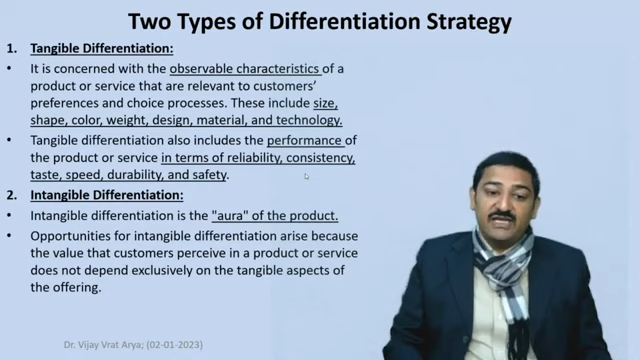 Two Types of Differentiation Strategy
1. Tangible Differentiation:
• It is concerned with the observable characteristics of a
product or service that are relevant to customers'
preferences and choice processes. These include size,
shape, color, weight, design, material, and technology.
• Tangible differentiation also includes the performance of
the product or service in terms of reliability, consistency,
taste, speed, durability, and safety.
2. Intangible Differentiation:
• Intangible differentiation is the "aura" of the product.
• Opportunities for intangible differentiation arise because
the value that customers perceive in a product or service
does not depend exclusively on the tangible aspects of
the offering.
Dr. Vijay Vrat Arya; (02-01-2023)